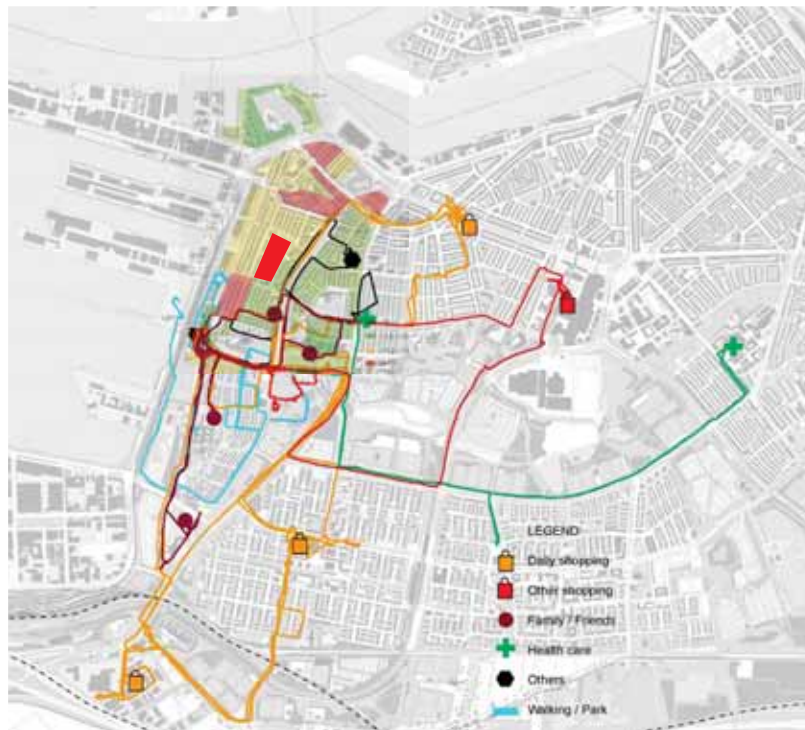 LEGEND
Daily shopping
Other shopping
Family / Friends
Health care
Others
Walking / Park